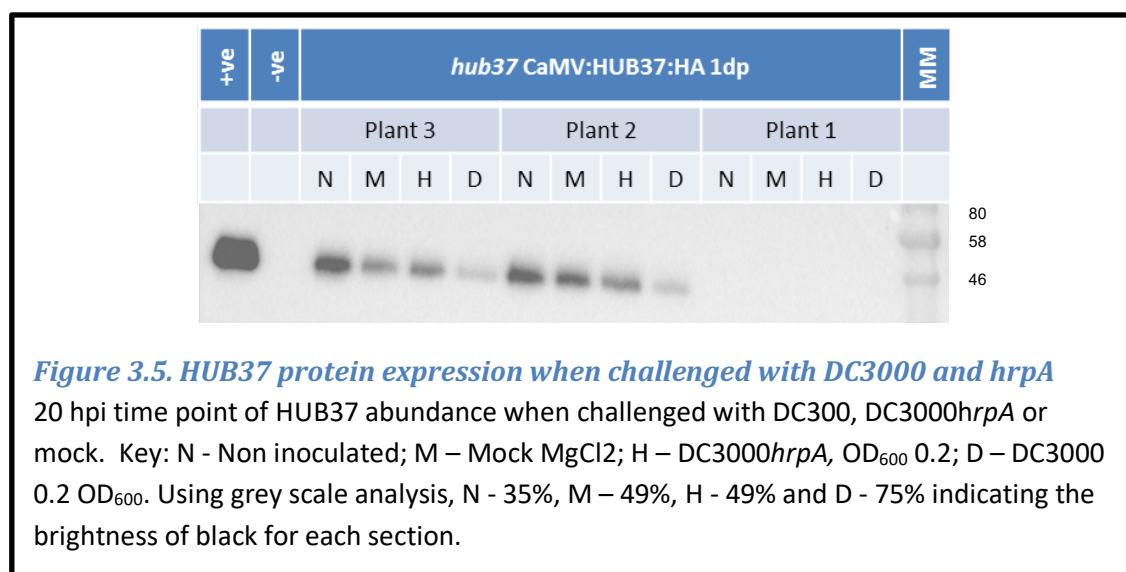 +ve -ve hub37 CaMV:HUB37:HA 1dp MM
Plant 3 Plant 2 Plant 1
N M H D N M H D N M H D
80
58
46
Figure 3.5. HUB37 protein expression when challenged with DC3000 and hrpA
20 hpi time point of HUB37 abundance when challenged with DC300, DC3000hrpA or
mock. Key: N - Non inoculated; M – Mock MgCl2; H – DC3000hrpA, OD600 0.2; D – DC3000
0.2 OD600. Using grey scale analysis, N - 35%, M – 49%, H - 49% and D - 75% indicating the
brightness of black for each section.